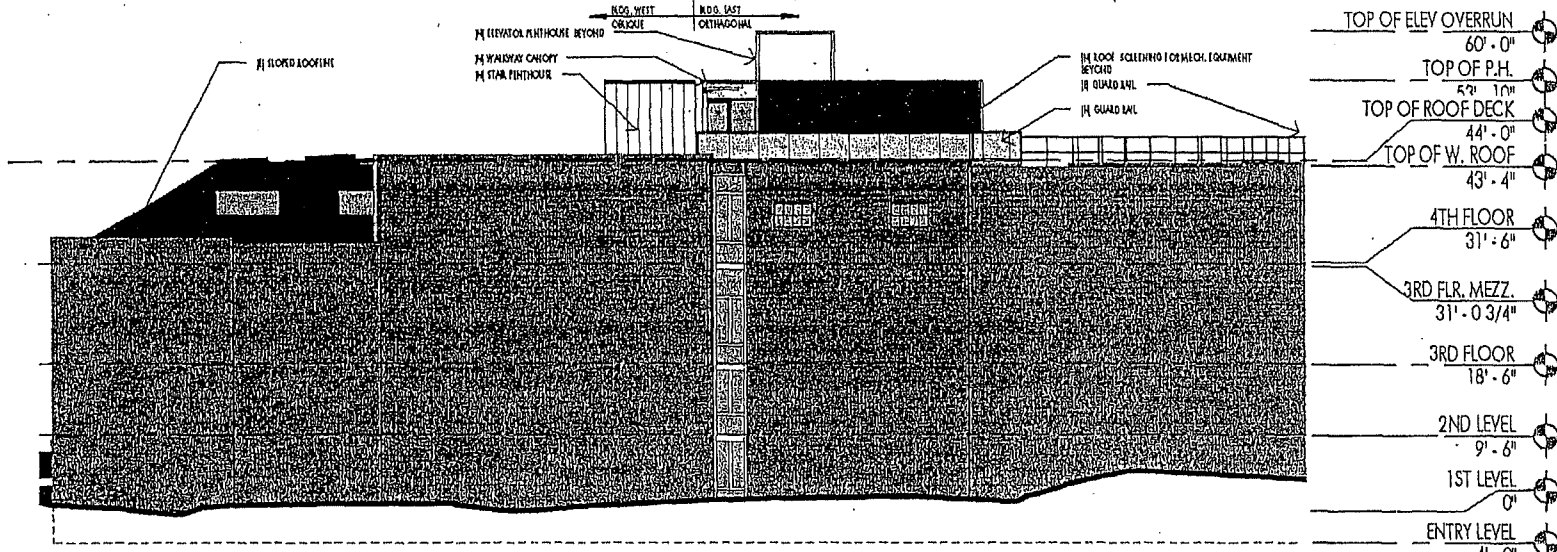 BLDG. WEST
OBLIQUE
BLDG. EAST
ORTHAGONAL
(N) ELEVATOR PENTHOUSE BEYOND
(N) WALKWAY CANOPY
(N) STAIR PENTHOUSE
(N) SLOPED ROOFLINE
(N) ROOF SCREENING FOR MECH. EQUIPMENT
BEYOND
(N) GUARD RAIL
(N) GUARD RAIL
TOP OF ELEV OVERRUN
60' - 0"
TOP OF P.H.
53' - 10"
TOP OF ROOF DECK
44' - 0"
TOP OF W. ROOF
43' - 4"
4TH FLOOR
31' - 6"
3RD FLR. MEZZ.
31' - 0 3/4"
3RD FLOOR
18' - 6"
2ND LEVEL
9' - 6"
1ST LEVEL
0"
ENTRY LEVEL